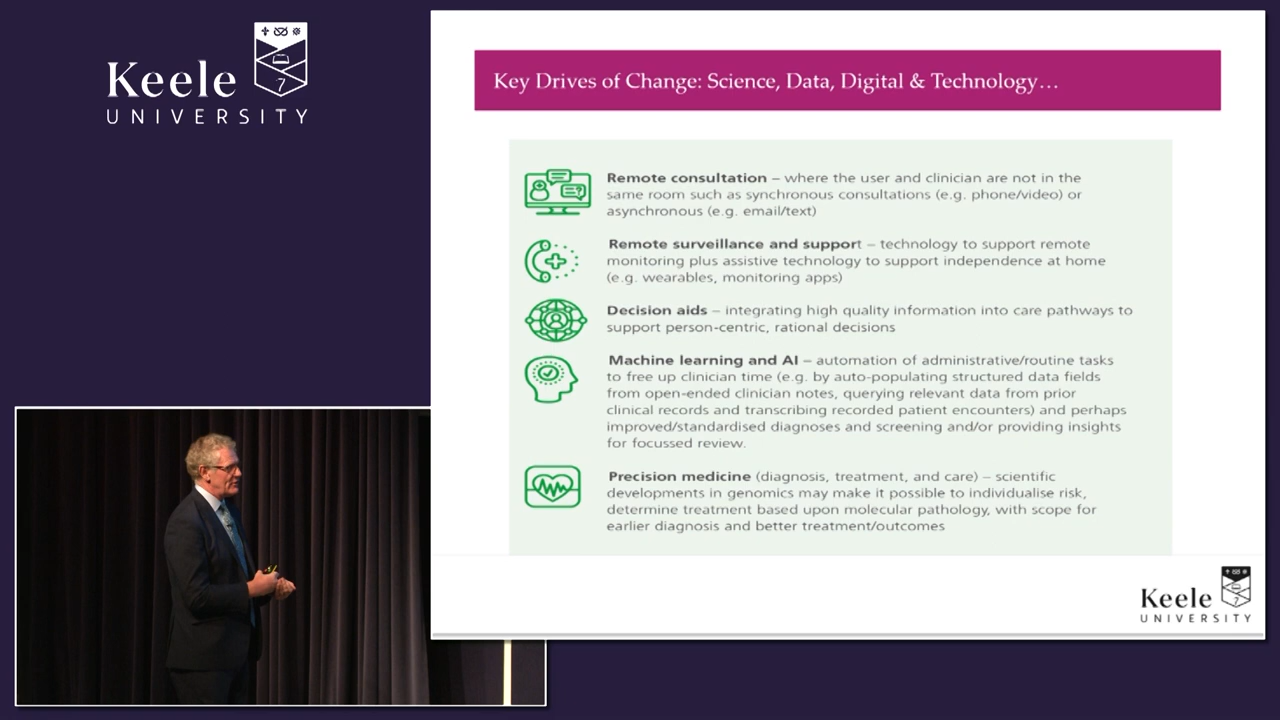 Keele
UNIVERSITY
Key Drives of Change: Science, Data, Digital & Technology…
Remote consultation – where the user and clinician are not in the
same room such as synchronous consultations (e.g. phone/video) or
asynchronous (e.g. email/text)
Remote surveillance and support – technology to support remote
monitoring plus assistive technology to support independence at home
(e.g. wearables, monitoring apps)
Decision aids – integrating high quality information into care pathways to
support person-centric, rational decisions
Machine learning and AI – automation of administrative/routine tasks
to free up clinician time (e.g. by auto-populating structured data fields
from open-ended clinician notes, querying relevant data from prior
clinical records and transcribing recorded patient encounters) and perhaps
improved/standardised diagnoses and screening and/or providing insights
for focussed review.
Precision medicine (diagnosis, treatment, and care) – scientific
developments in genomics may make it possible to individualise risk,
determine treatment based upon molecular pathology, with scope for
earlier diagnosis and better treatment/outcomes
Keele
UNIVERSITY